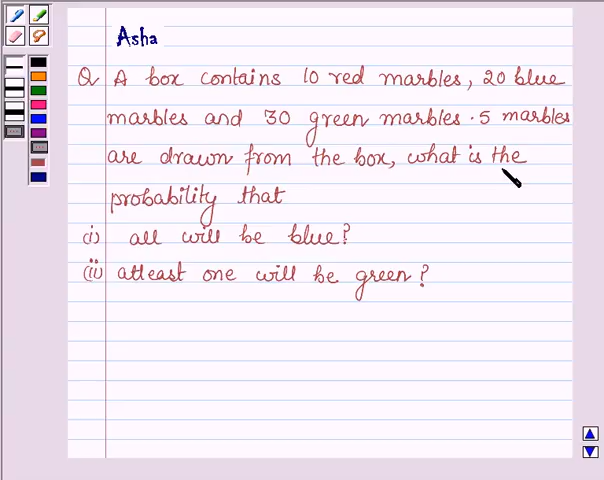 Asha
Q A box contains 10 red marbles, 20 blue
marbles and 30 green marbles. 5 marbles
are drawn from the box, what is the
probability that
(i) all will be blue?
(ii) atleast one will be green?